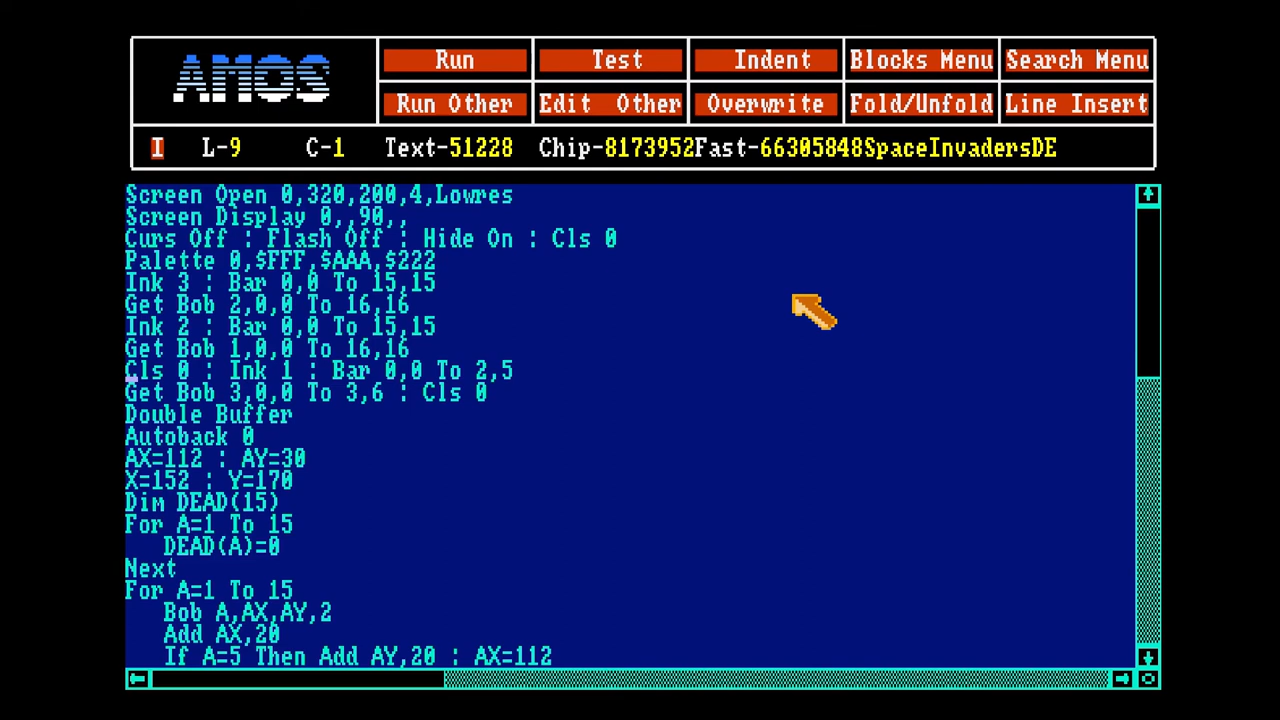 AMOS
Run Test Indent Blocks Menu Search Menu
Run Other Edit Other Overwrite Fold/Unfold Line Insert
I L-9 C-1 Text-51228 Chip-8173952Fast-66305848SpaceInvadersDE
Screen Open 0,320,200,4,Lowres
Screen Display 0,,90,,
Curs Off : Flash Off : Hide On : Cls 0
Palette 0,$FFF,$AAA,$222
Ink 3 : Bar 0,0 To 15,15
Get Bob 2,0,0 To 16,16
Ink 2 : Bar 0,0 To 15,15
Get Bob 1,0,0 To 16,16
Cls 0 : Ink 1 : Bar 0,0 To 2,5
Get Bob 3,0,0 To 3,6 : Cls 0
Double Buffer
Autoback 0
AX=112 : AY=30
X=152 : Y=170
Dim DEAD(15)
For A=1 To 15
DEAD(A)=0
Next
For A=1 To 15
Bob A,AX,AY,2
Add AX,20
If A=5 Then Add AY,20 : AX=112